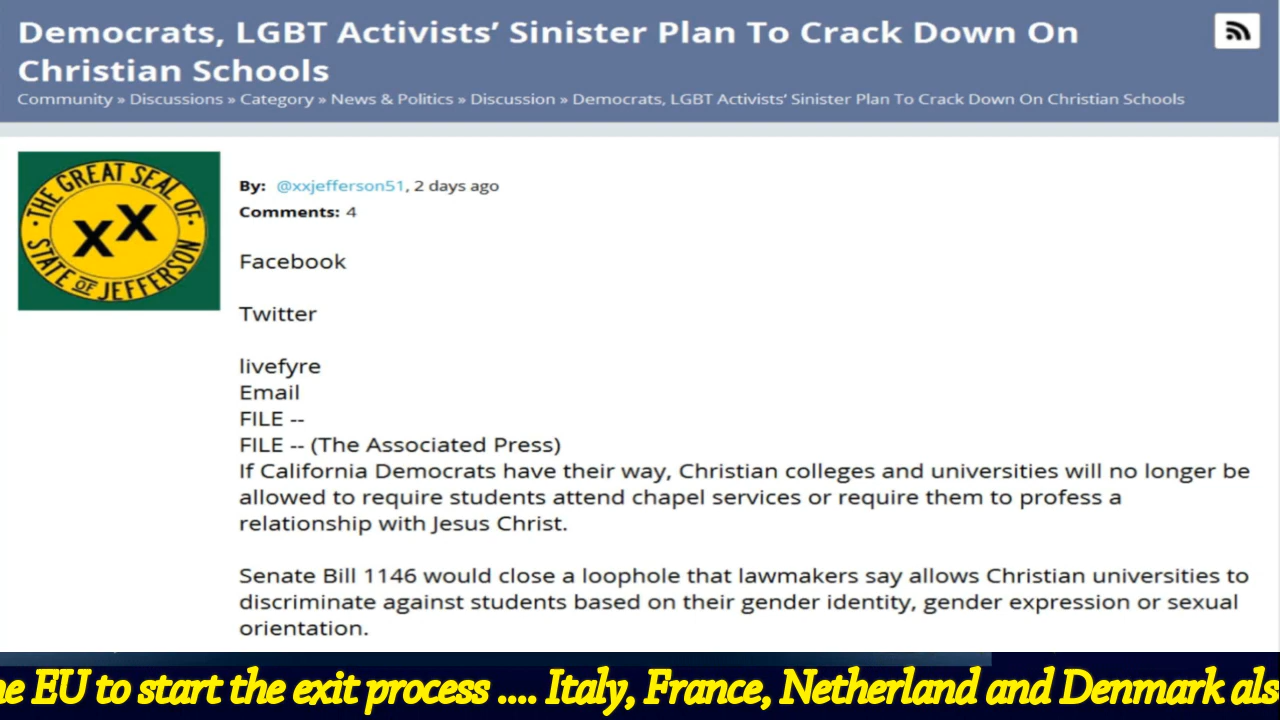 Democrats, LGBT Activists’ Sinister Plan To Crack Down On
Christian Schools
Community » Discussions » Category » News & Politics » Discussion » Democrats, LGBT Activists’ Sinister Plan To Crack Down On Christian Schools
THE GREAT SEAL OF
XX
STATE OF JEFFERSON
By: @xxjefferson51, 2 days ago
Comments: 4
Facebook
Twitter
livefyre
Email
FILE --
FILE -- (The Associated Press)
If California Democrats have their way, Christian colleges and universities will no longer be
allowed to require students attend chapel services or require them to profess a
relationship with Jesus Christ.
Senate Bill 1146 would close a loophole that lawmakers say allows Christian universities to
discriminate against students based on their gender identity, gender expression or sexual
orientation.
EU to start the exit process .... Italy, France, Netherland and Denmark